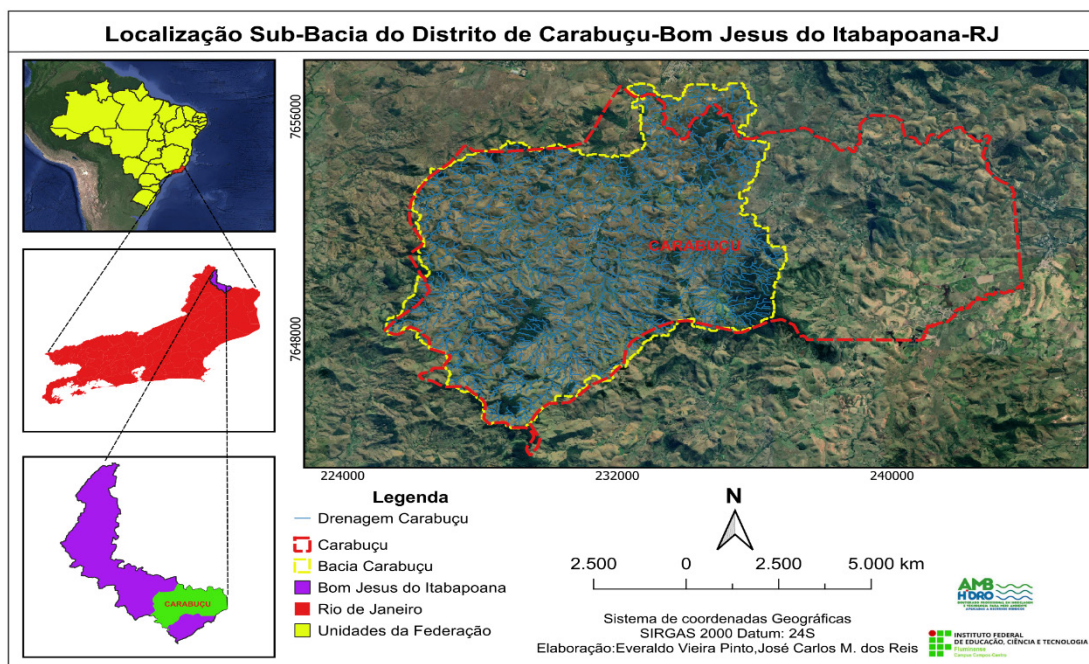 Localização Sub-Bacia do Distrito de Carabuçu-Bom Jesus do Itabapoana-RJ
7656000
7648000
CARABUÇU
224000
232000
240000
CARABUÇU
Legenda
Drenagem Carabuçu
Carabuçu
Bacia Carabuçu
Bom Jesus do Itabapoana
Rio de Janeiro
Unidades da Federação
N
2.500 0 2.500 5.000 km
Sistema de coordenadas Geográficas
SIRGAS 2000 Datum: 24S
Elaboração:Everaldo Vieira Pinto,José Carlos M. dos Reis
AMB
HIDRO
INSTITUTO FEDERAL
DE EDUCAÇÃO, CIÊNCIA E TECNOLOGIA
Fluminense
Campus Campos-Centro